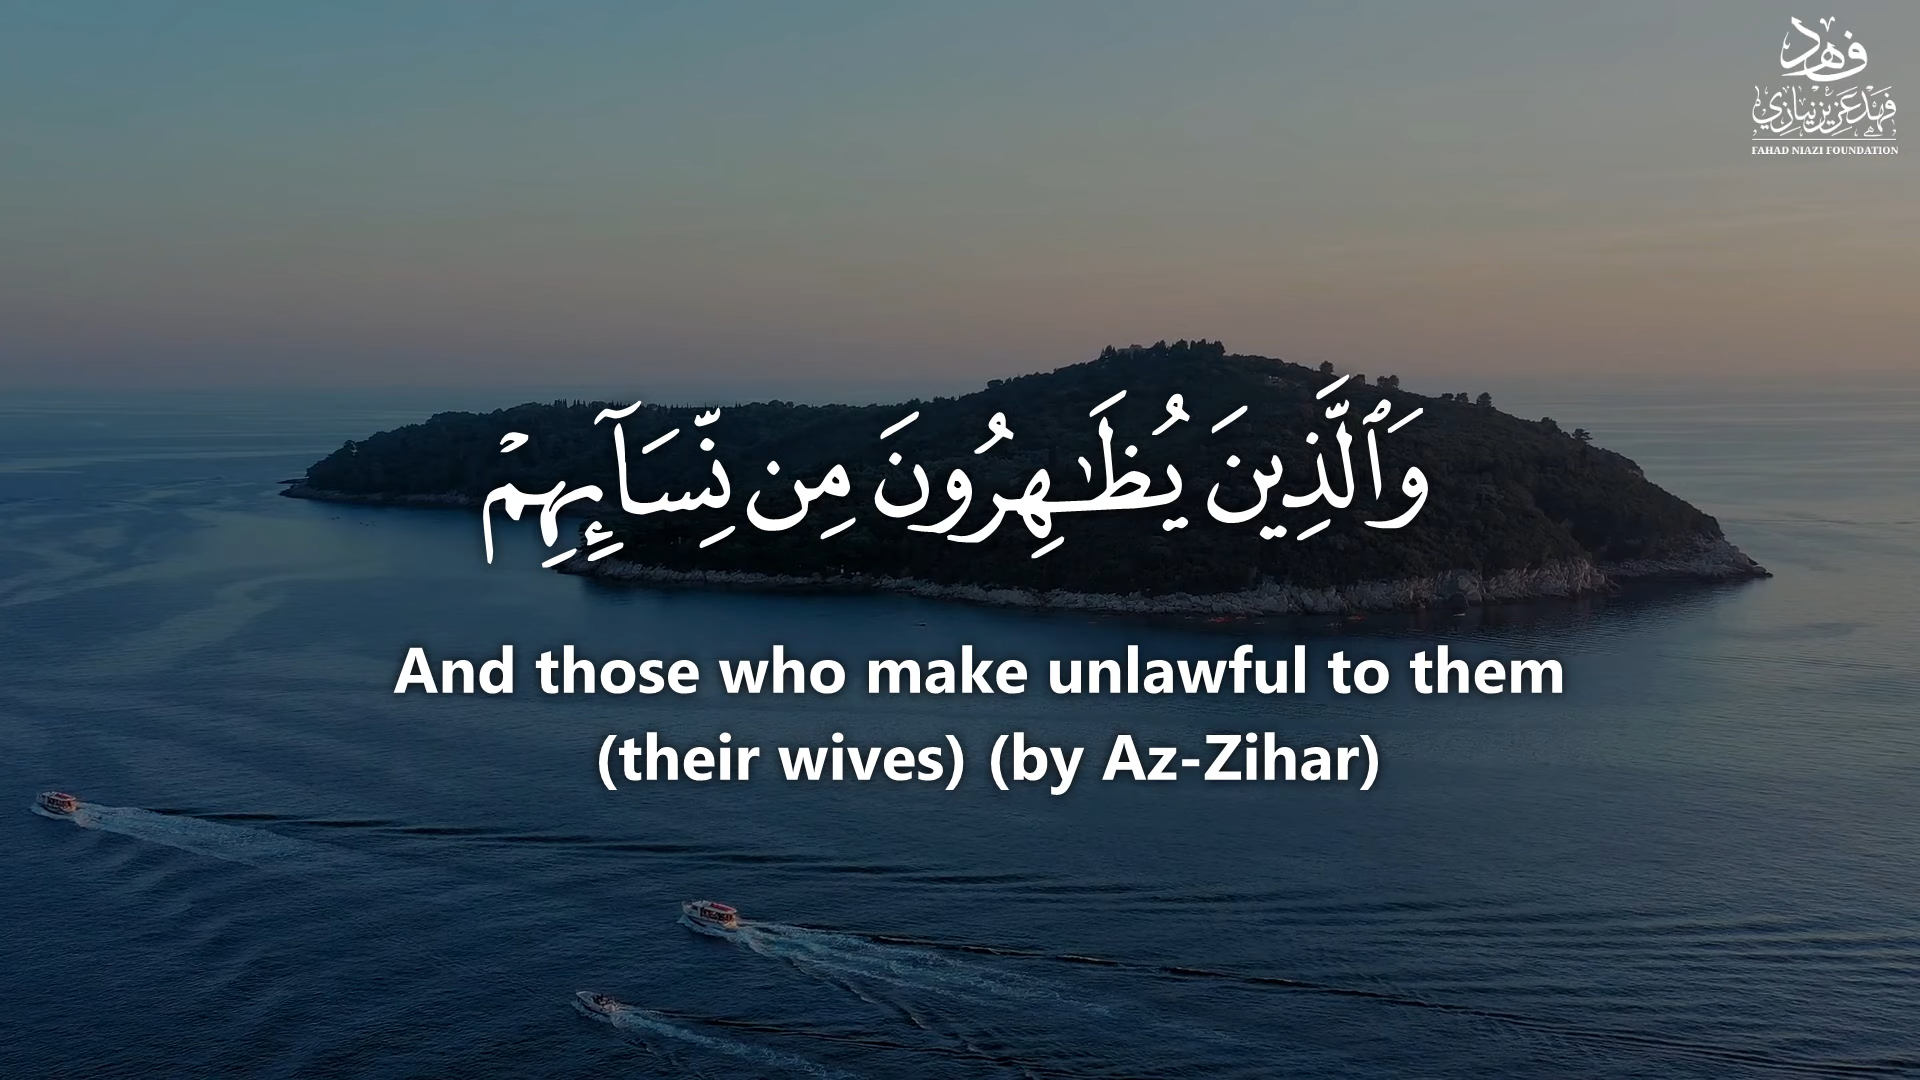 فهد
فهد عزيز نيازي
FAHAD NIAZI FOUNDATION
وَٱلَّذِينَ يُظَٰهِرُونَ مِن نِّسَآئِهِمْ
And those who make unlawful to them
(their wives) (by Az-Zihar)